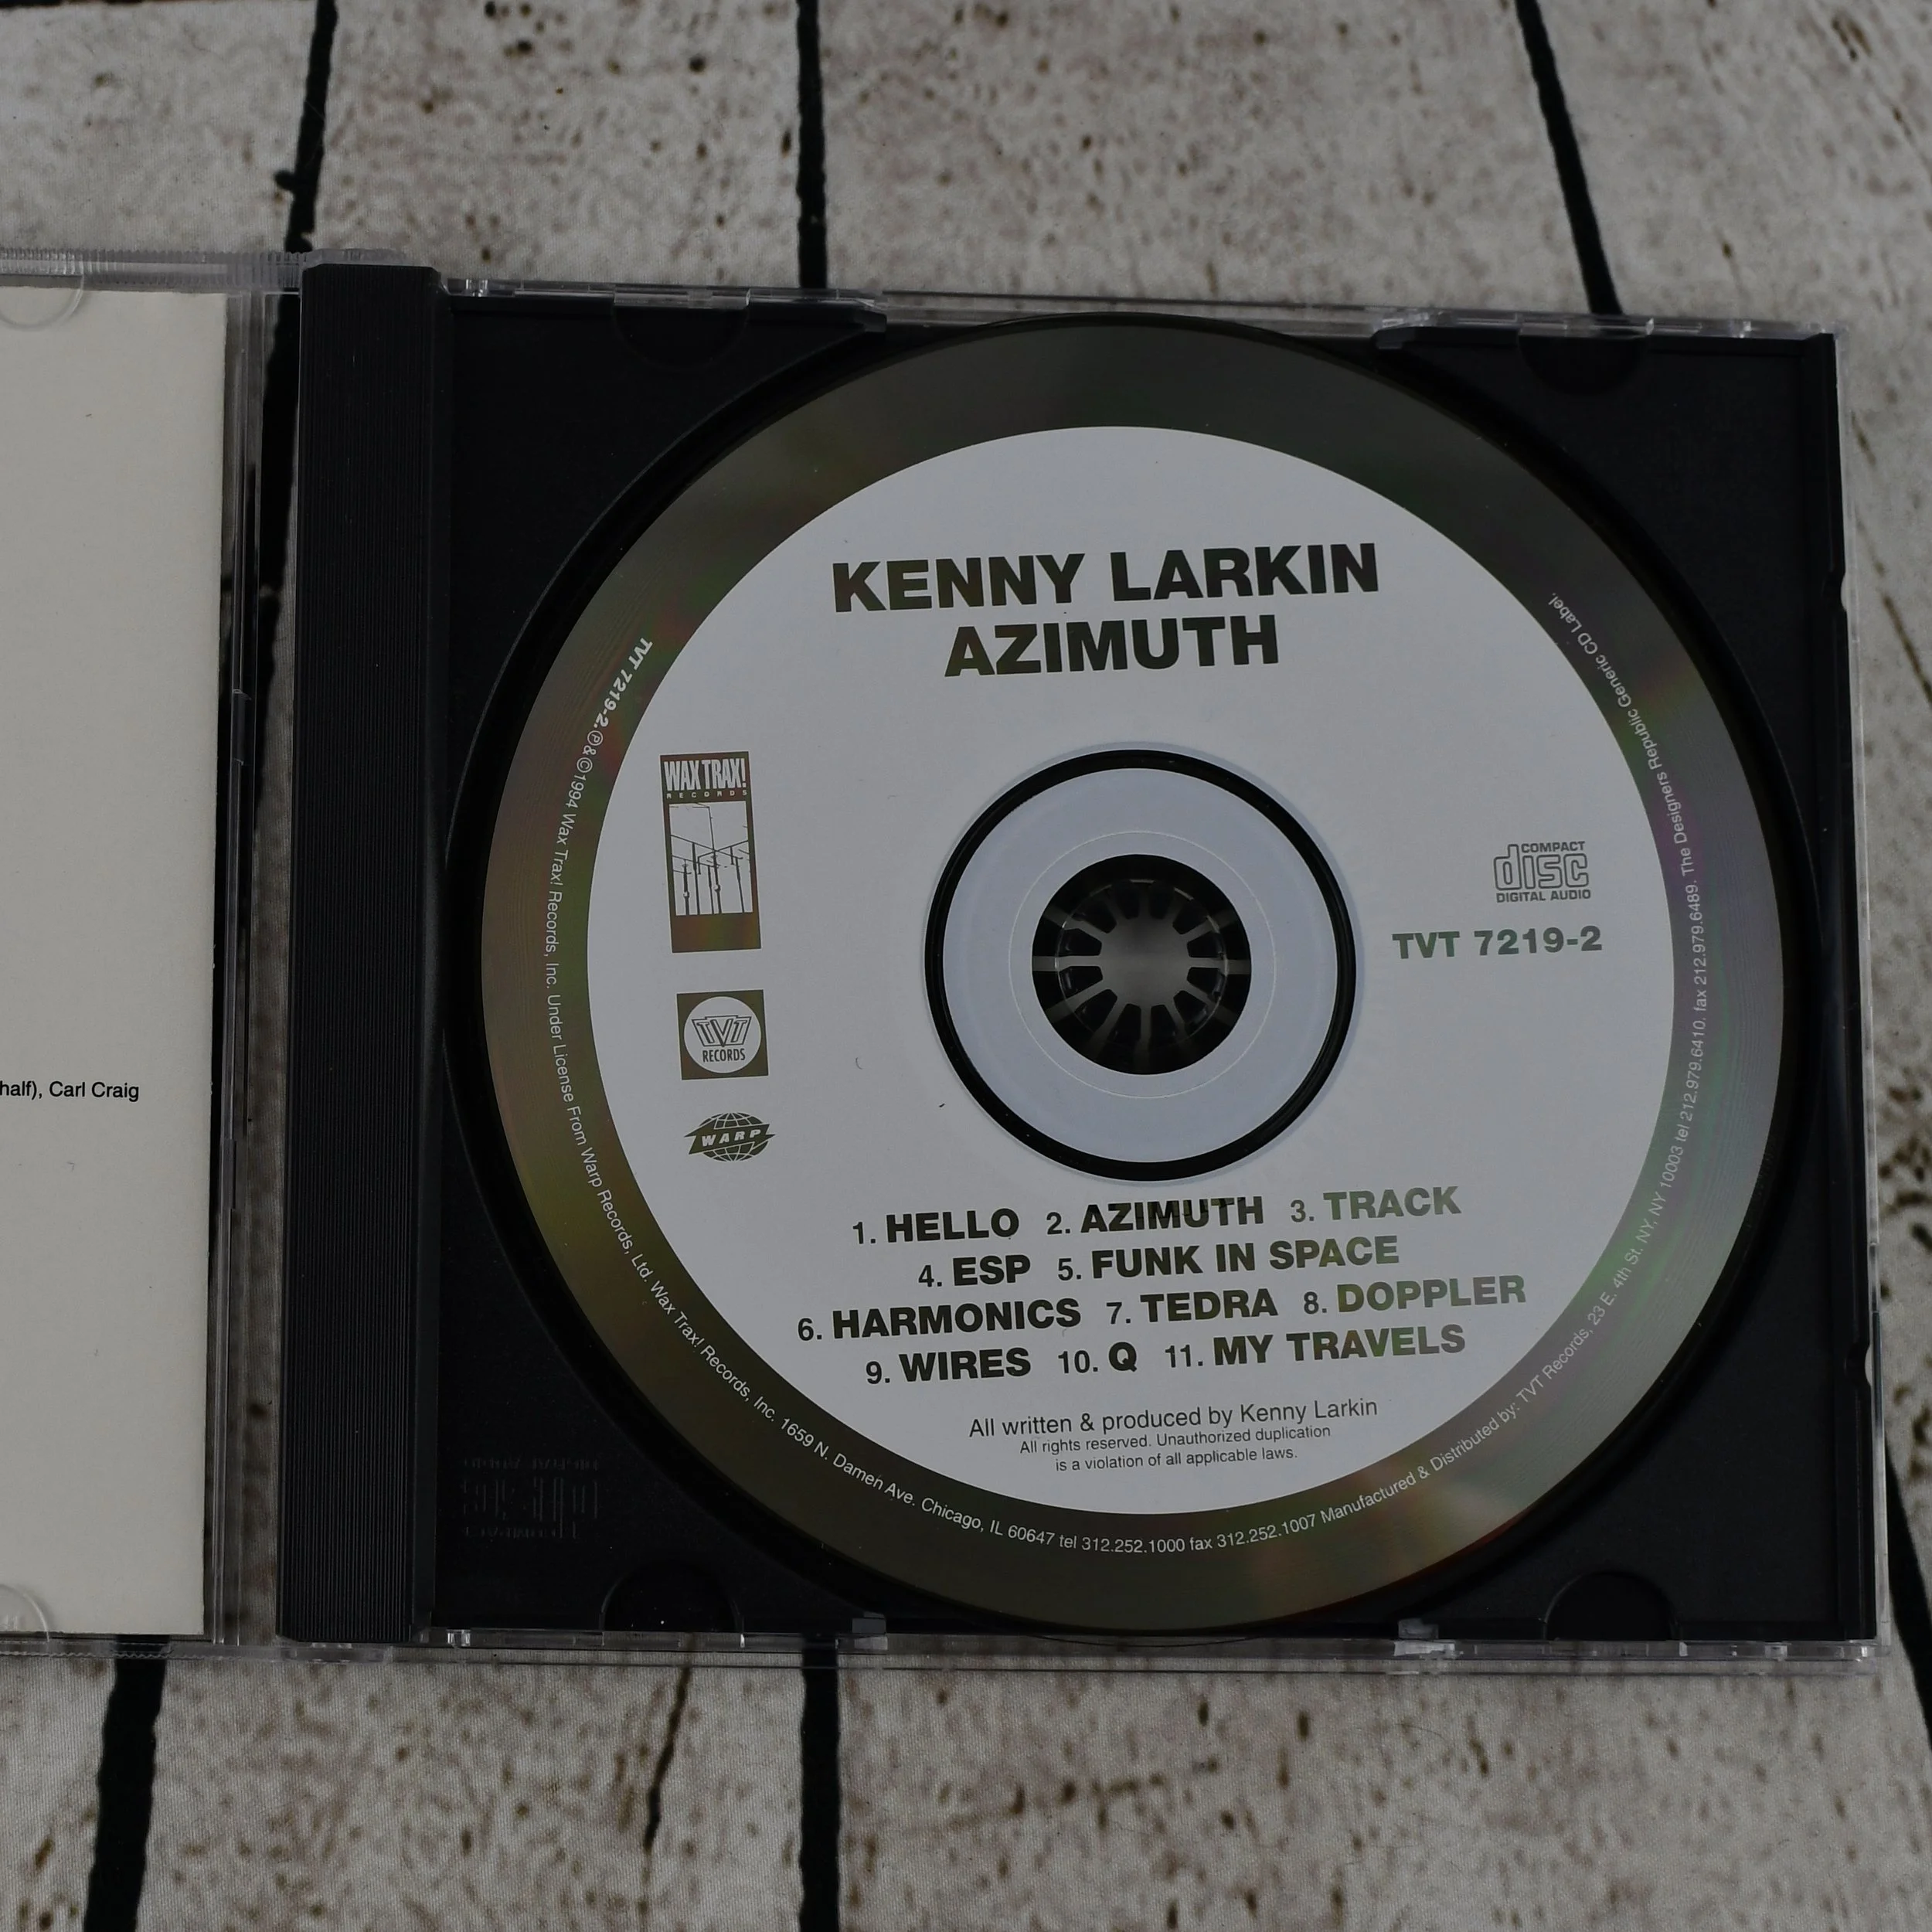 half), Carl Craig
KENNY LARKIN
AZIMUTH
WAX TRAX!
RECORDS
TVT
RECORDS
WARP
COMPACT
disc
DIGITAL AUDIO
TVT 7219-2
1. HELLO 2. AZIMUTH 3. TRACK
4. ESP 5. FUNK IN SPACE
6. HARMONICS 7. TEDRA 8. DOPPLER
9. WIRES 10. Q 11. MY TRAVELS
All written & produced by Kenny Larkin
All rights reserved. Unauthorized duplication
is a violation of all applicable laws.
TVT 7219-2. ℗&©1994 Wax Trax! Records, Inc. Under License From Warp Records, Ltd. Wax Trax! Records, Inc. 1659 N. Damen Ave. Chicago, IL 60647 tel 312.252.1000 fax 312.252.1007 Manufactured & Distributed by: TVT Records, 23 E. 4th St. NY, NY 10003 tel 212.979.6410. fax 212.979.6489. The Designers Republic Generic CD Label.
COMPACT
disc
DIGITAL AUDIO